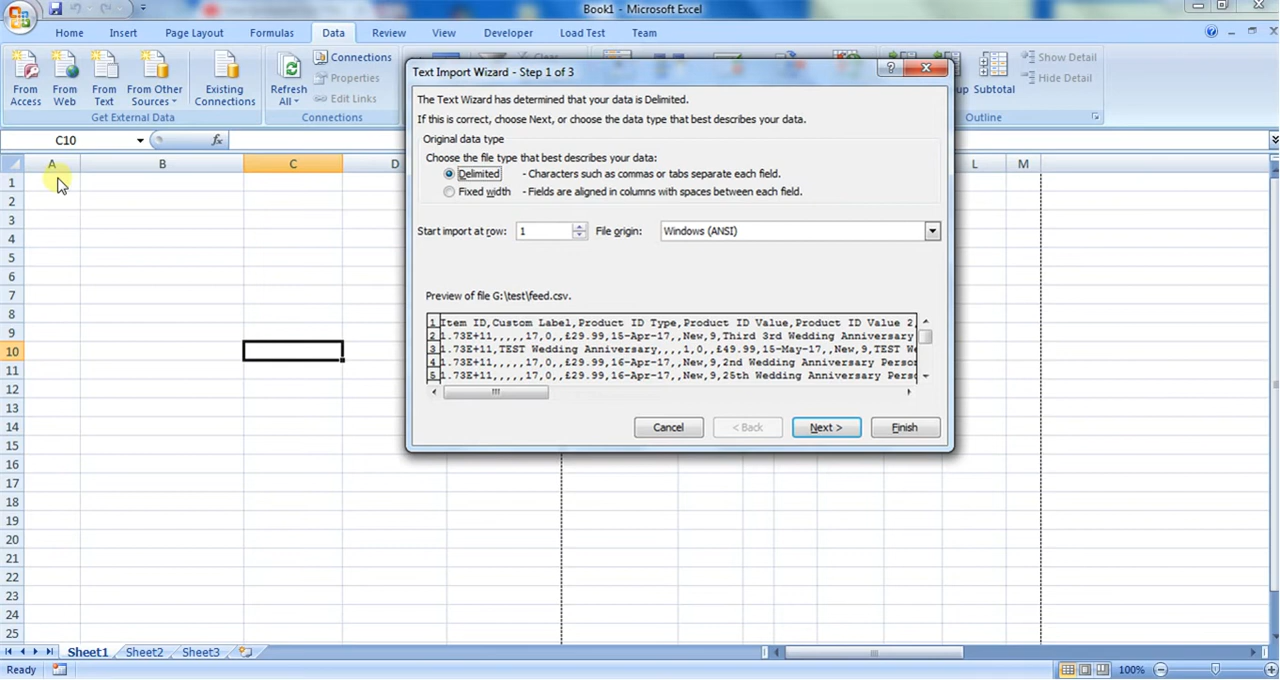 Book1 - Microsoft Excel
Home Insert Page Layout Formulas Data Review View Developer Load Test Team
From Access
From Web
From Text
From Other Sources
Existing Connections
Get External Data
Refresh All
Connections
Properties
Edit Links
Connections
Subtotal
Show Detail
Hide Detail
Outline
C10
fx
A B C D L M
1
2
3
4
5
6
7
8
9
10
11
12
13
14
15
16
17
18
19
20
21
22
23
24
25
Text Import Wizard - Step 1 of 3
The Text Wizard has determined that your data is Delimited.
If this is correct, choose Next, or choose the data type that best describes your data.
Original data type
Choose the file type that best describes your data:
Delimited - Characters such as commas or tabs separate each field.
Fixed width - Fields are aligned in columns with spaces between each field.
Start import at row: 1 File origin: Windows (ANSI)
Preview of file G:\test\feed.csv.
1 Item ID,Custom Label,Product ID Type,Product ID Value,Product ID Value 2,
2 1.73E+11,,,,,17,0,,£29.99,15-Apr-17,,New,9,Third 3rd Wedding Anniversary
3 1.73E+11,TEST Wedding Anniversary,,,,1,0,,£49.99,15-May-17,,New,9,TEST We
4 1.73E+11,,,,,17,0,,£29.99,16-Apr-17,,New,9,2nd Wedding Anniversary Person
5 1.73E+11,,,,,17,0,,£29.99,16-Apr-17,,New,9,25th Wedding Anniversary Perso
Cancel < Back Next > Finish
Sheet1 Sheet2 Sheet3
Ready 100%